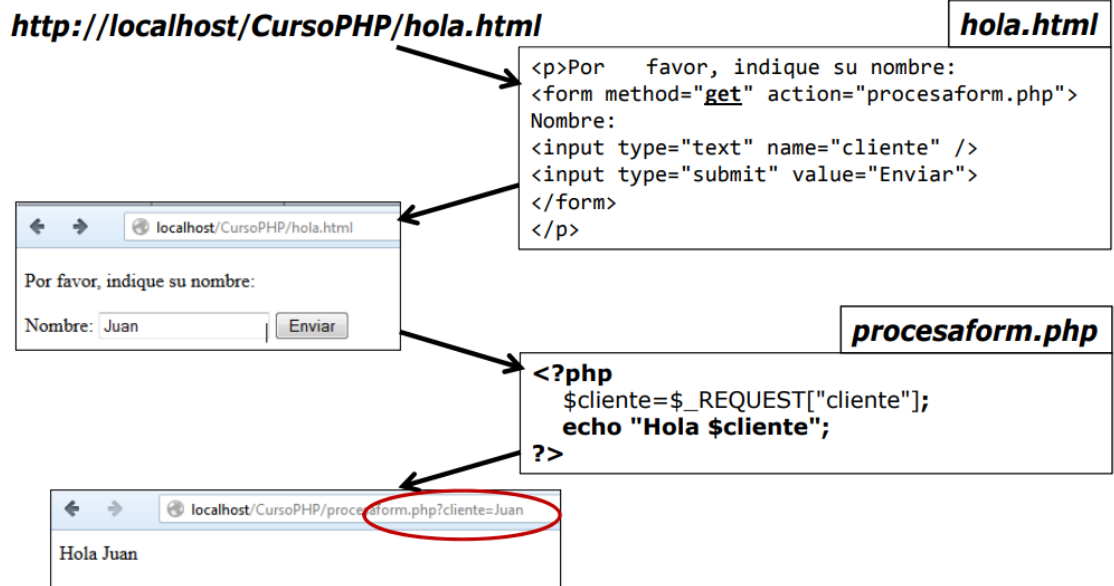 http://localhost/CursoPHP/hola.html
hola.html
<p>Por   favor, indique su nombre:
<form method="get" action="procesaform.php">
Nombre:
<input type="text" name="cliente" />
<input type="submit" value="Enviar">
</form>
</p>
localhost/CursoPHP/hola.html
Por favor, indique su nombre:
Nombre: Juan Enviar
procesaform.php
<?php
$cliente=$_REQUEST["cliente"];
echo "Hola $cliente";
?>
localhost/CursoPHP/procesaform.php?cliente=Juan
Hola Juan